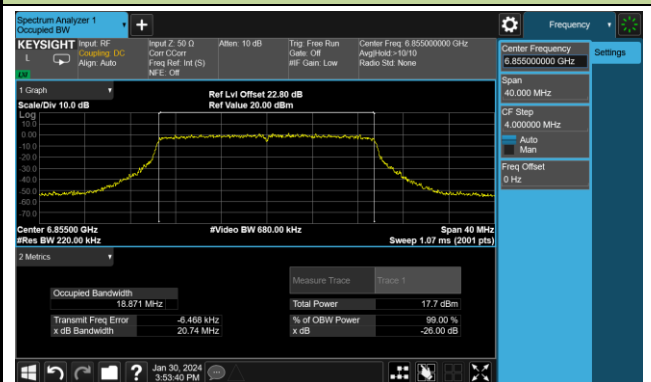 Spectrum Analyzer 1
Occupied BW
Frequency
KEYSIGHT
L
Input: RF
Coupling: DC
Align: Auto
Input Z: 50 Ω
Corr CCorr
Freq Ref: Int (S)
NFE: Off
Atten: 10 dB
Trig: Free Run
Gate: Off
#IF Gain: Low
Center Freq: 6.855000000 GHz
Avg|Hold:>10/10
Radio Std: None
Center Frequency
6.855000000 GHz
Settings
Span
40.000 MHz
CF Step
4.000000 MHz
Auto
Man
Freq Offset
0 Hz
1 Graph
Scale/Div 10.0 dB
Ref Lvl Offset 22.80 dB
Ref Value 20.00 dBm
Log
10.0
0.00
-10.0
-20.0
-30.0
-40.0
-50.0
-60.0
-70.0
Center 6.85500 GHz
#Video BW 680.00 kHz
Span 40 MHz
#Res BW 220.00 kHz
Sweep 1.07 ms (2001 pts)
2 Metrics
Measure Trace
Trace 1
Occupied Bandwidth
18.871 MHz
Total Power
17.7 dBm
Transmit Freq Error
-6.468 kHz
% of OBW Power
99.00 %
x dB Bandwidth
20.74 MHz
x dB
-26.00 dB
?
Jan 30, 2024
3:53:40 PM